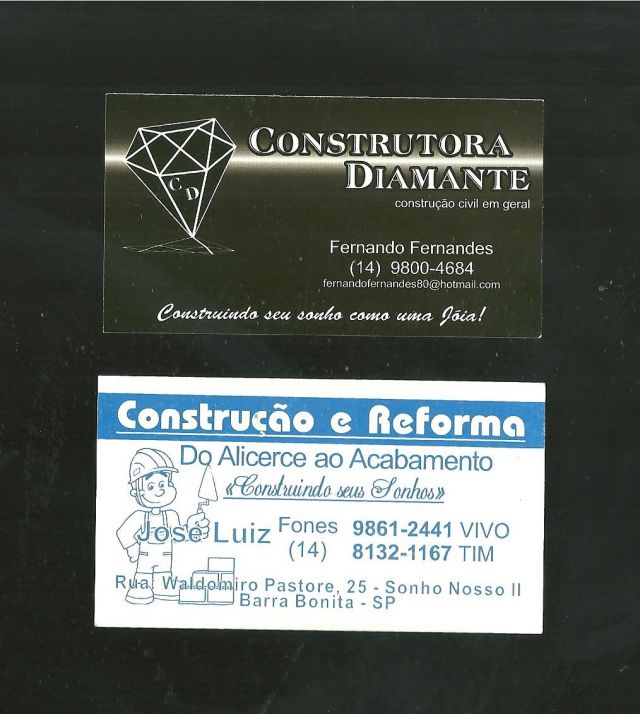 CONSTRUTORA
DIAMANTE
construção civil em geral
C D
Fernando Fernandes
(14) 9800-4684
fernandofernandes80@hotmail.com
Construindo seu sonho como uma Jóia!
Construção e Reforma
Do Alicerce ao Acabamento
«Construindo seus Sonhos»
José Luiz Fones 9861-2441 VIVO
(14) 8132-1167 TIM
Rua: Waldomiro Pastore, 25 - Sonho Nosso II
Barra Bonita - SP